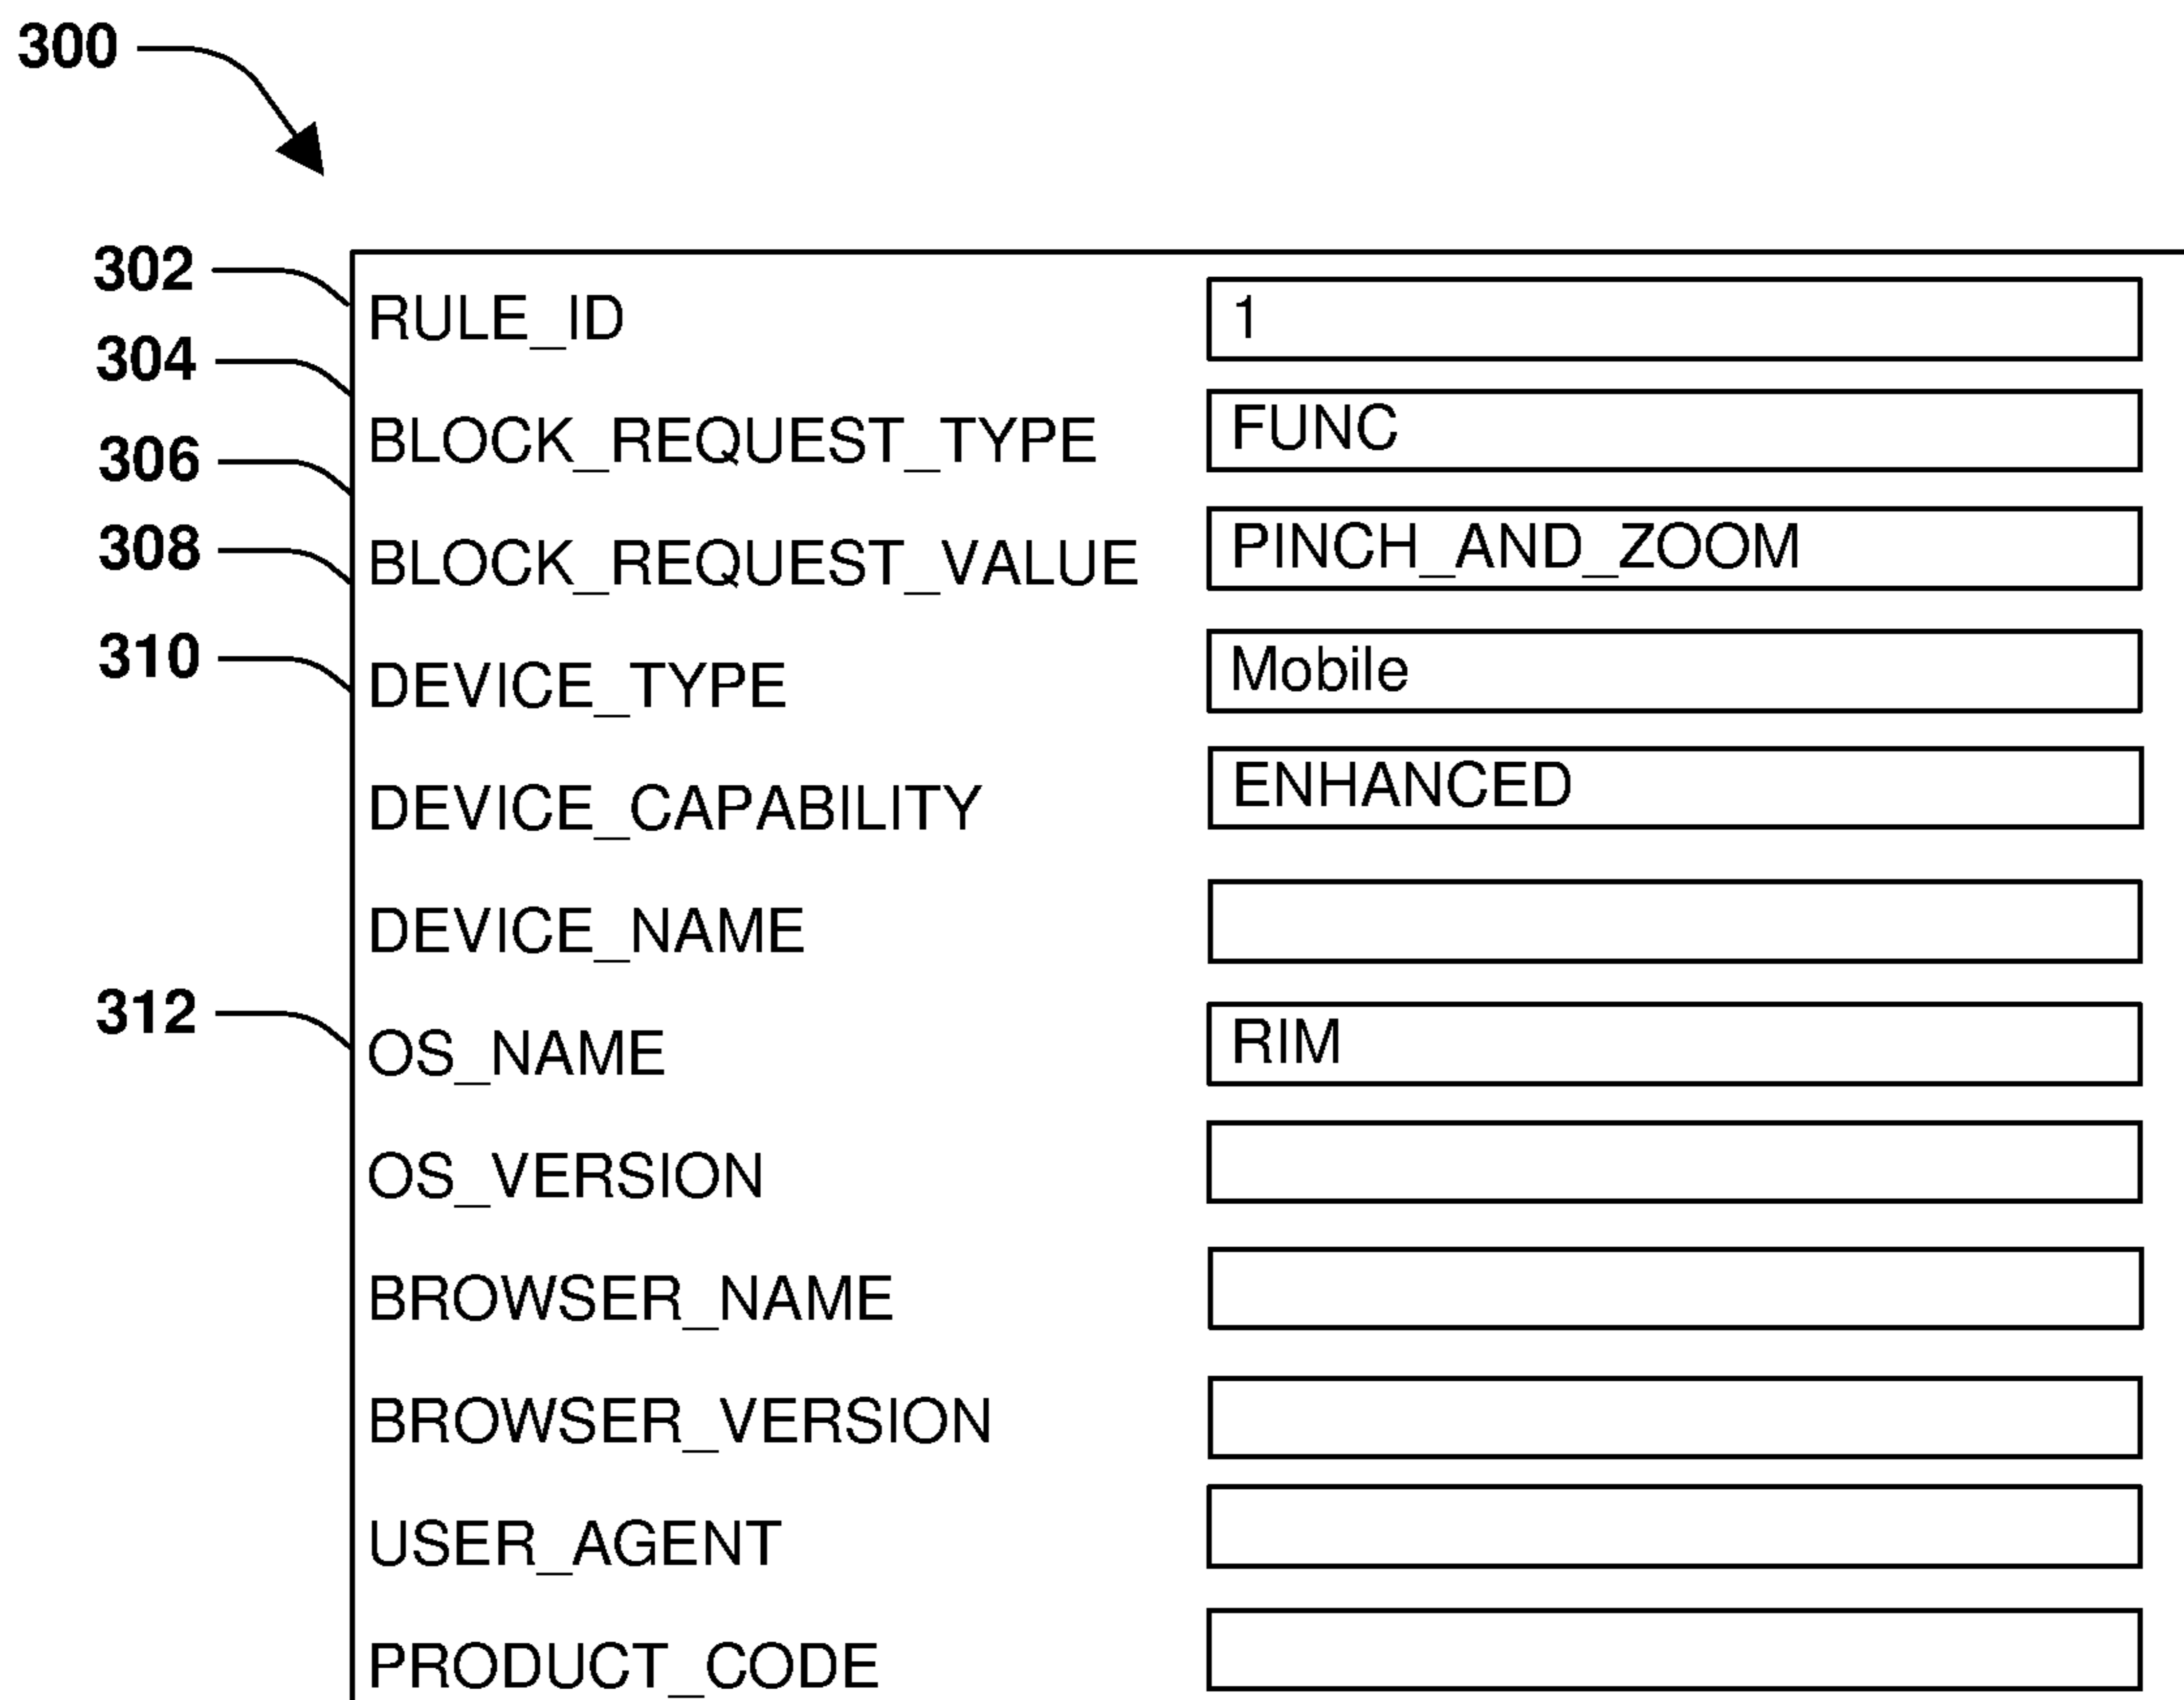 300
302
RULE_ID 1
304
BLOCK_REQUEST_TYPE FUNC
306
BLOCK_REQUEST_VALUE PINCH_AND_ZOOM
308
310
DEVICE_TYPE Mobile
DEVICE_CAPABILITY ENHANCED
DEVICE_NAME
312
OS_NAME RIM
OS_VERSION
BROWSER_NAME
BROWSER_VERSION
USER_AGENT
PRODUCT_CODE